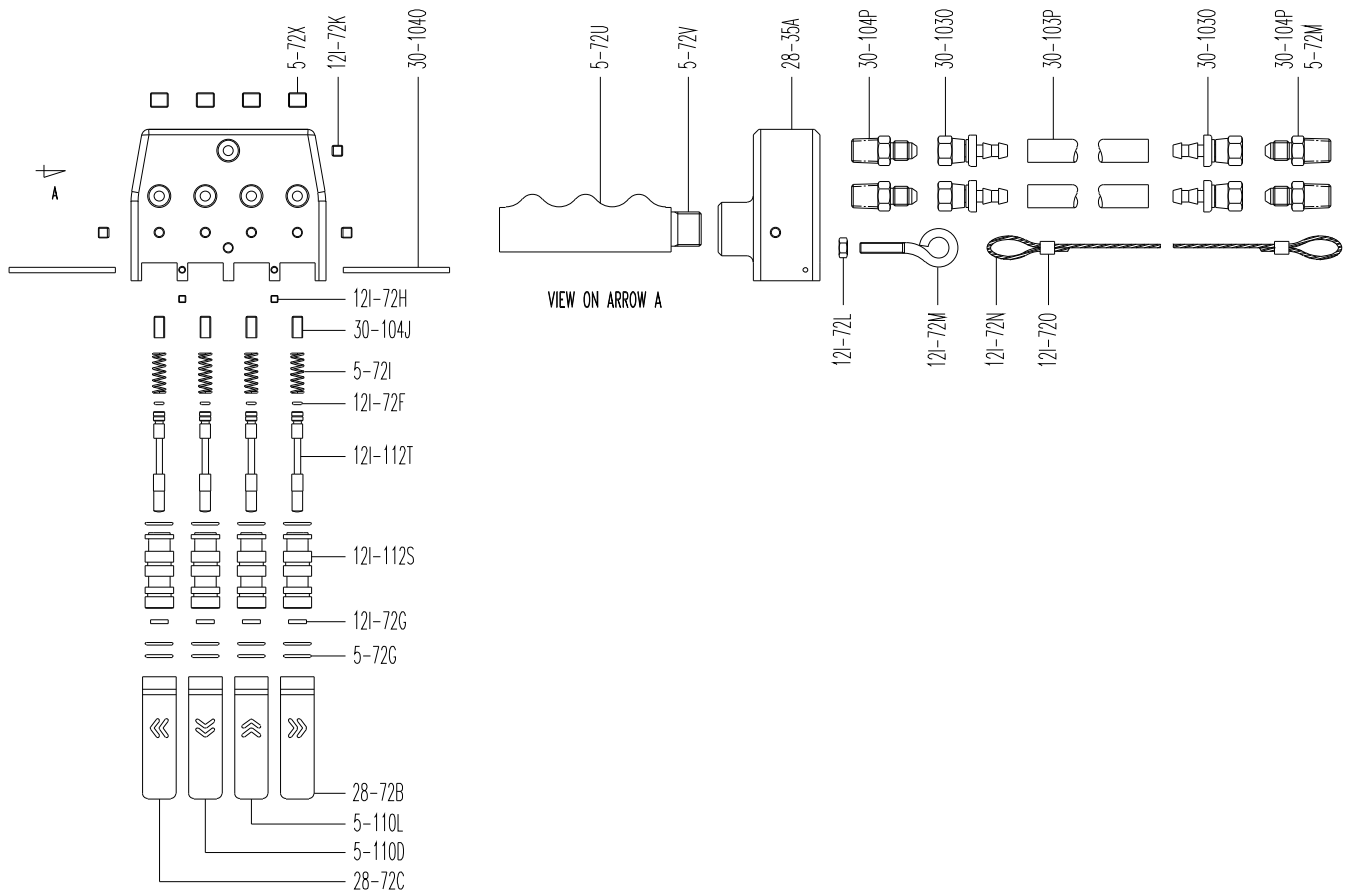 5-72X
12I-72K
30-104O
5-72U
5-72V
28-35A
30-104P
30-103O
30-103P
30-103O
30-104P
5-72M
A
VIEW ON ARROW A
12I-72H
30-104J
5-72I
12I-72F
12I-112T
12I-112S
12I-72G
5-72G
28-72B
5-110L
5-110D
28-72C
12I-72L
12I-72M
12I-72N
12I-72O